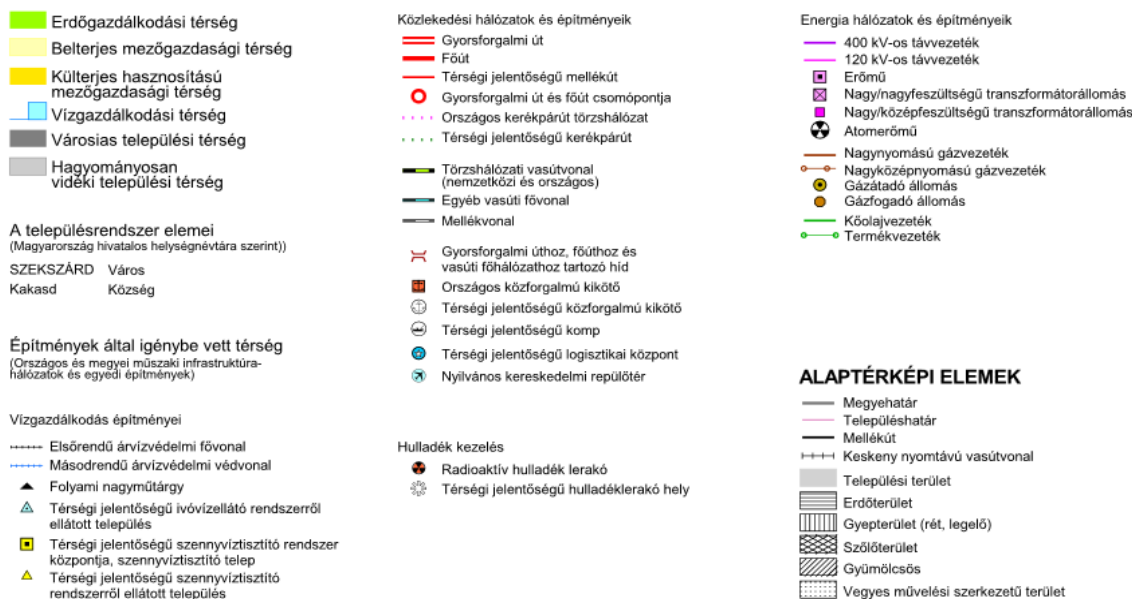 Erdőgazdálkodási térség
Belterjes mezőgazdasági térség
Külterjes hasznosítású
mezőgazdasági térség
Vízgazdálkodási térség
Városias települési térség
Hagyományosan
vidéki települési térség
A településrendszer elemei
(Magyarország hivatalos helységnévtára szerint))
SZEKSZÁRD Város
Kakasd Község
Építmények által igénybe vett térség
(Országos és megyei műszaki infrastruktúra-
hálózatok és egyedi építmények)
Vízgazdálkodás építményei
Elsőrendű árvízvédelmi fővonal
Másodrendű árvízvédelmi védvonal
Folyami nagyműtárgy
Térségi jelentőségű ivóvízellátó rendszerről
ellátott település
Térségi jelentőségű szennyvíztisztító rendszer
központja, szennyvíztisztító telep
Térségi jelentőségű szennyvíztisztító
rendszerről ellátott település
Közlekedési hálózatok és építményeik
Gyorsforgalmi út
Főút
Térségi jelentőségű mellékút
Gyorsforgalmi út és főút csomópontja
Országos kerékpárút törzshálózat
Térségi jelentőségű kerékpárút
Törzshálózati vasútvonal
(nemzetközi és országos)
Egyéb vasúti fővonal
Mellékvonal
Gyorsforgalmi úthoz, főúthoz és
vasúti főhálózathoz tartozó híd
Országos közforgalmú kikötő
Térségi jelentőségű közforgalmú kikötő
Térségi jelentőségű komp
Térségi jelentőségű logisztikai központ
Nyilvános kereskedelmi repülőtér
Hulladék kezelés
Radioaktív hulladék lerakó
Térségi jelentőségű hulladéklerakó hely
Energia hálózatok és építményeik
400 kV-os távvezeték
120 kV-os távvezeték
Erőmű
Nagy/nagyfeszültségű transzformátorállomás
Nagy/középfeszültségű transzformátorállomás
Atomerőmű
Nagynyomású gázvezeték
Nagyközépnyomású gázvezeték
Gázátadó állomás
Gázfogadó állomás
Kőolajvezeték
Termékvezeték
ALAPTÉRKÉPI ELEMEK
Megyehatár
Településhatár
Mellékút
Keskeny nyomtávú vasútvonal
Települési terület
Erdőterület
Gyepterület (rét, legelő)
Szőlőterület
Gyümölcsös
Vegyes művelési szerkezetű terület